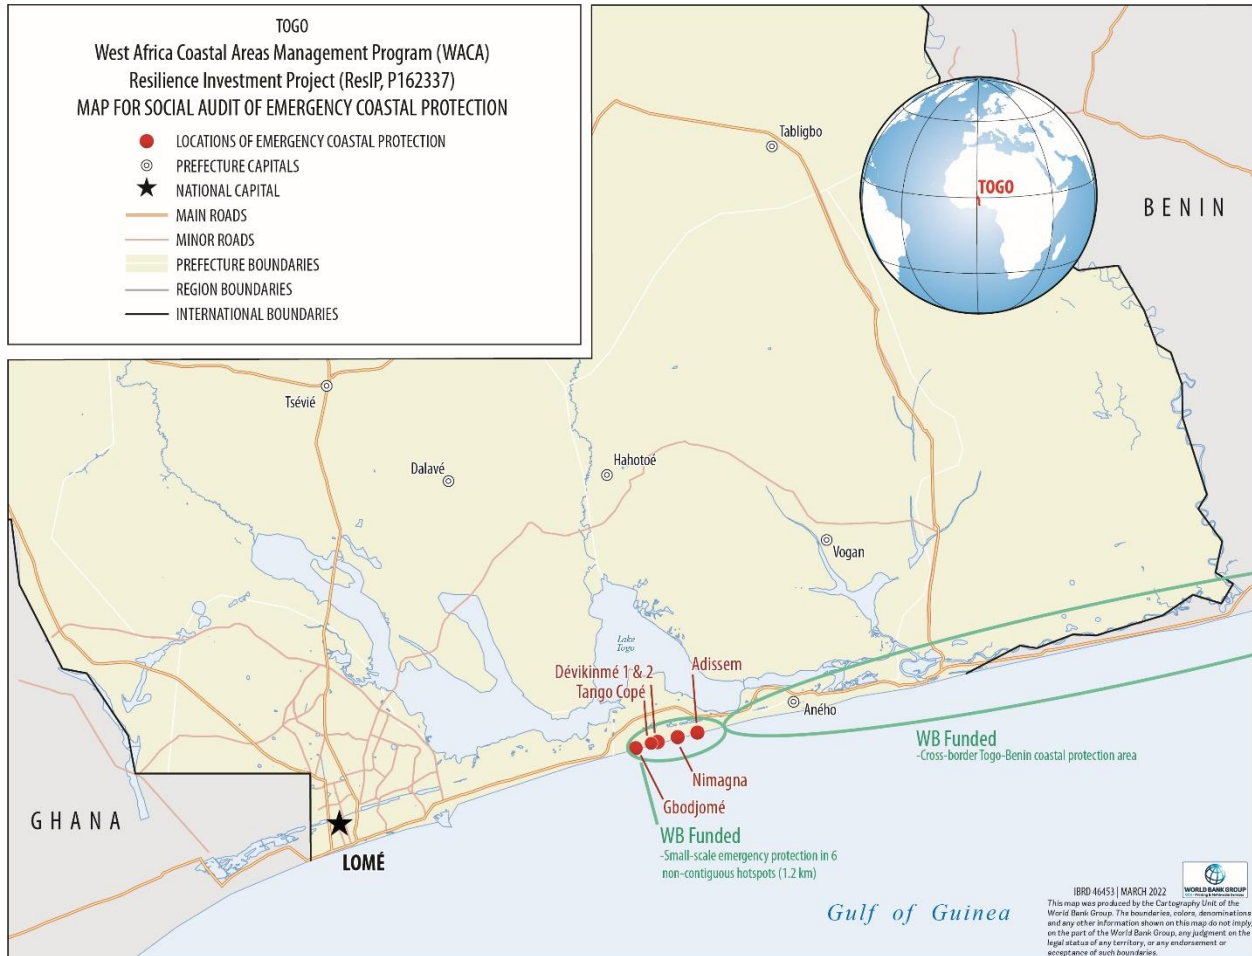 TOGO
West Africa Coastal Areas Management Program (WACA)
Resilience Investment Project (ResIP, P162337)
MAP FOR SOCIAL AUDIT OF EMERGENCY COASTAL PROTECTION
LOCATIONS OF EMERGENCY COASTAL PROTECTION
PREFECTURE CAPITALS
NATIONAL CAPITAL
MAIN ROADS
MINOR ROADS
PREFECTURE BOUNDARIES
REGION BOUNDARIES
INTERNATIONAL BOUNDARIES
Tabligbo
TOGO
BENIN
Tsévié
Dalavé
Hahotoé
Vogan
Lake
Togo
Dévikinmé 1 & 2
Tango Copé
Adissem
Aného
Nimagna
Gbodjomé
WB Funded
-Cross-border Togo-Benin coastal protection area
WB Funded
-Small-scale emergency protection in 6
non-contiguous hotspots (1.2 km)
GHANA
LOMÉ
Gulf of Guinea
IBRD 46453 | MARCH 2022
WORLD BANK GROUP
This map was produced by the Cartography Unit of the
World Bank Group. The boundaries, colors, denominations
and any other information shown on this map do not imply,
on the part of the World Bank Group, any judgment on the
legal status of any territory, or any endorsement or
acceptance of such boundaries.